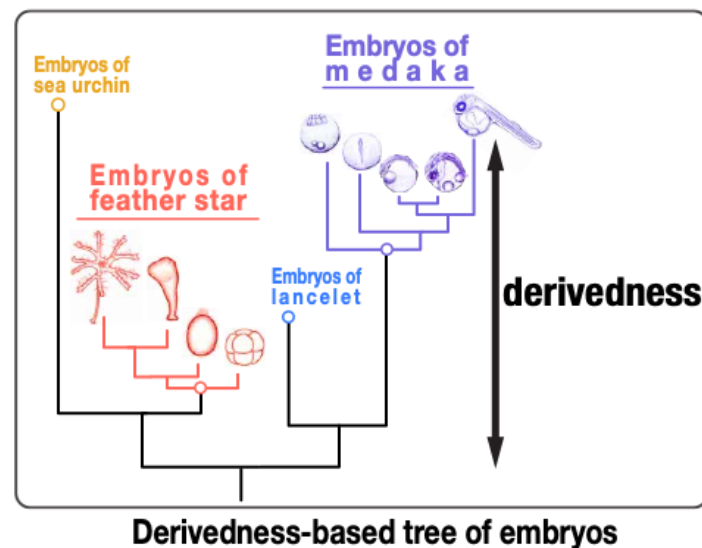 Embryos of
medaka
Embryos of
sea urchin
Embryos of
feather star
Embryos of
lancelet
derivedness
Derivedness-based tree of embryos